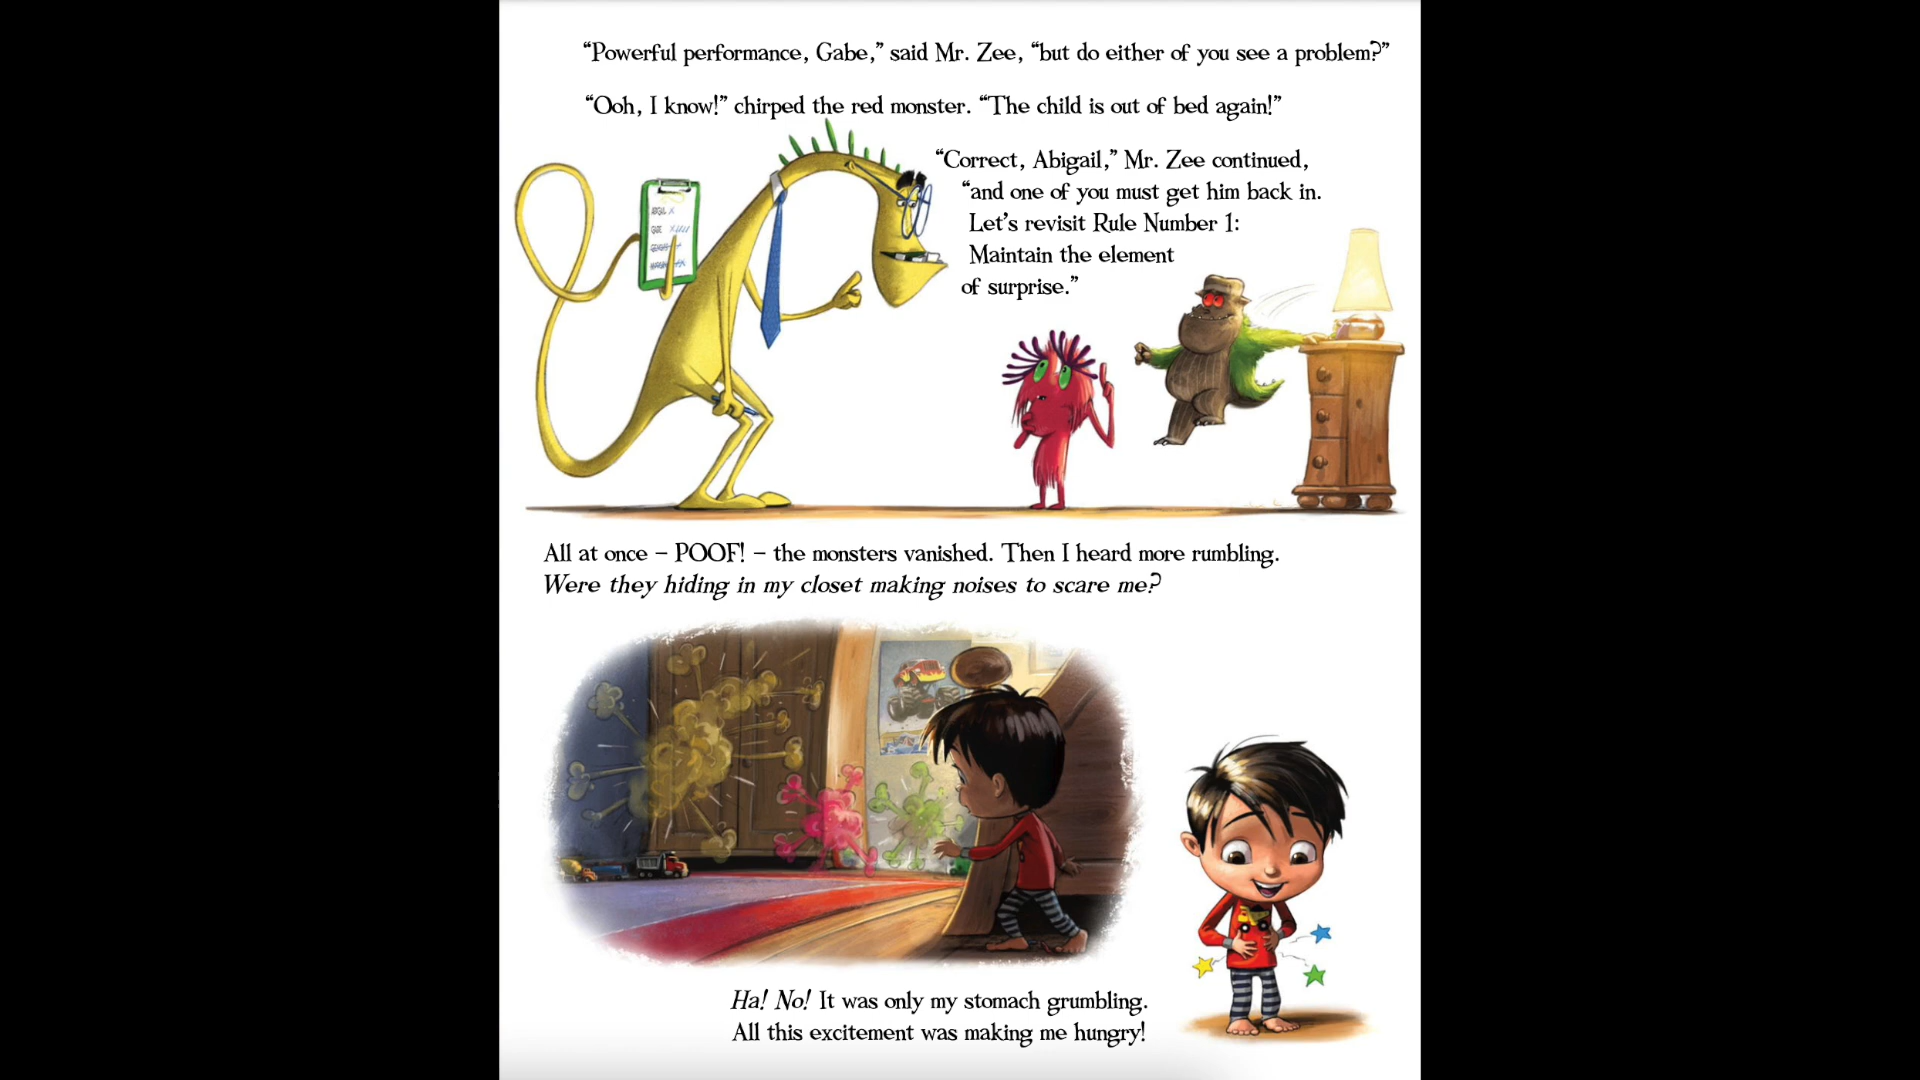 “Powerful performance, Gabe,” said Mr. Zee, “but do either of you see a problem?”
“Ooh, I know!” chirped the red monster. “The child is out of bed again!”
“Correct, Abigail,” Mr. Zee continued,
“and one of you must get him back in.
Let’s revisit Rule Number 1:
Maintain the element
of surprise.”
All at once – POOF! – the monsters vanished. Then I heard more rumbling.
Were they hiding in my closet making noises to scare me?
Ha! No! It was only my stomach grumbling.
All this excitement was making me hungry!